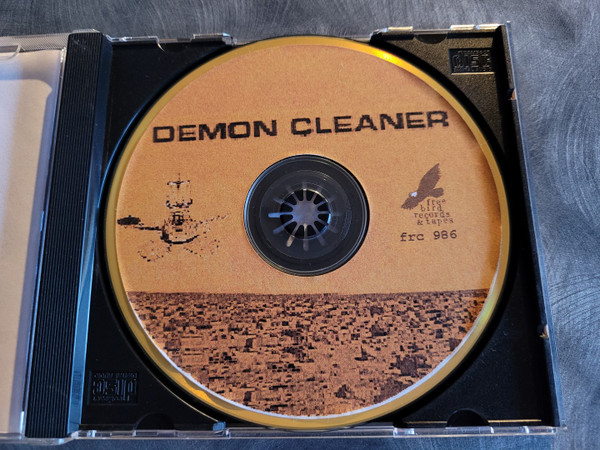 DEMON CLEANER
free
bird
records
& tapes
frc 986